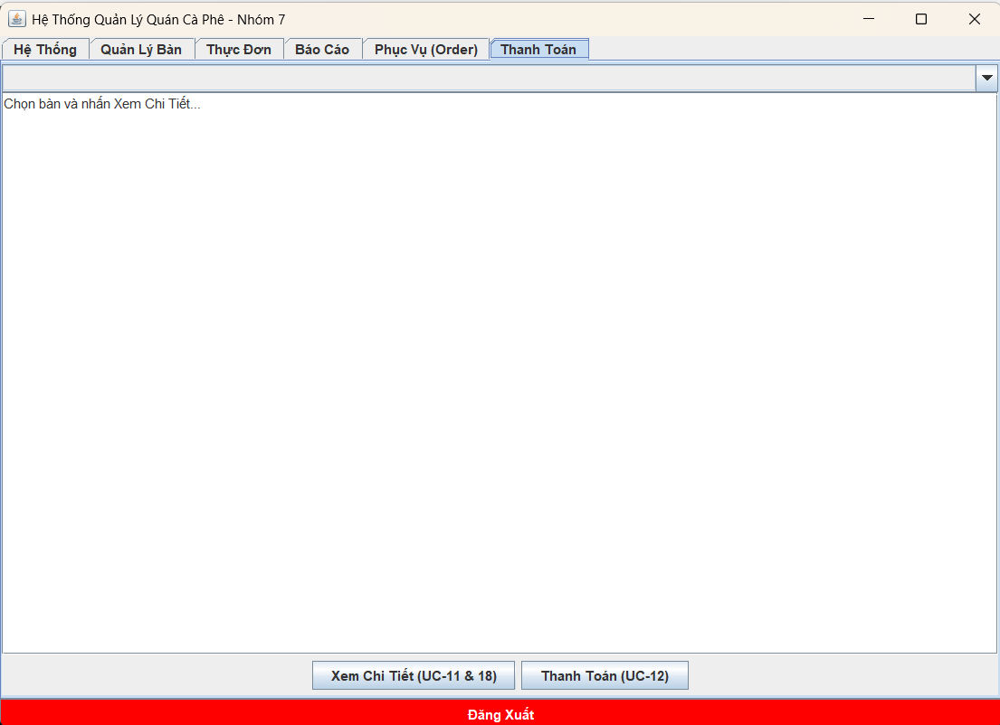 Hệ Thống Quản Lý Quán Cà Phê - Nhóm 7
Hệ Thống Quản Lý Bàn Thực Đơn Báo Cáo Phục Vụ (Order) Thanh Toán
Chọn bàn và nhấn Xem Chi Tiết...
Xem Chi Tiết (UC-11 & 18) Thanh Toán (UC-12)
Đăng Xuất